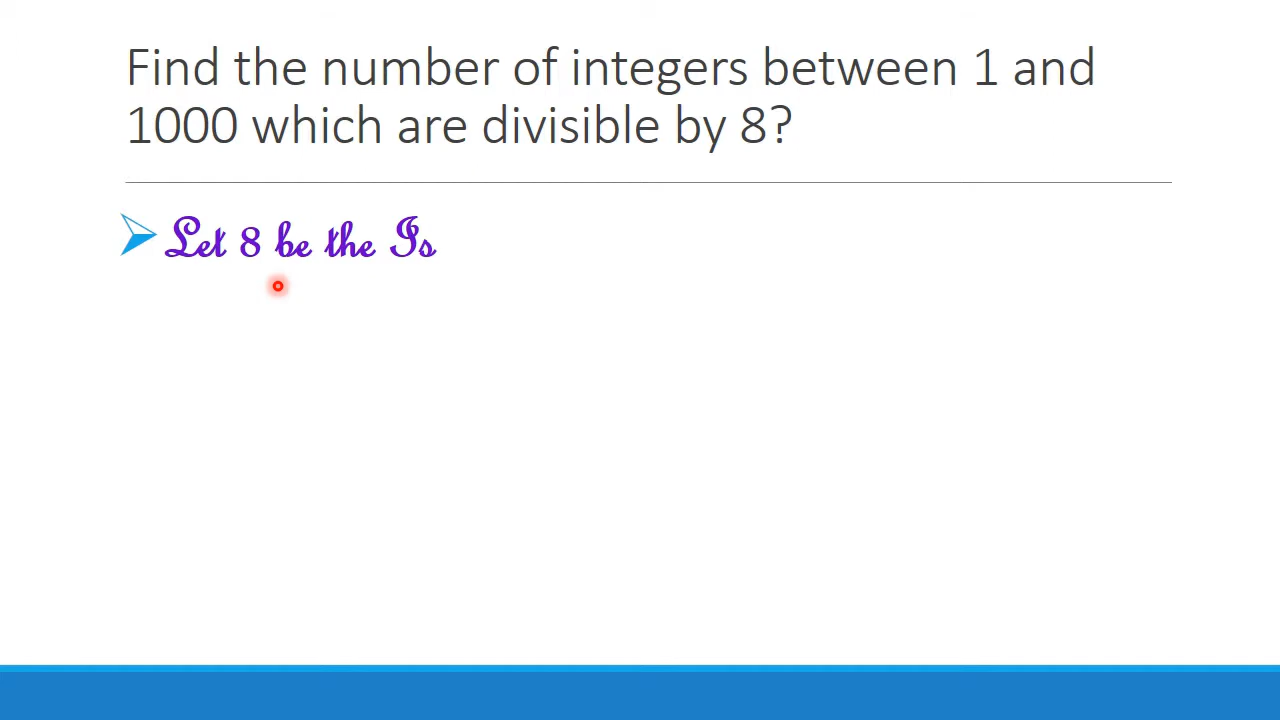 Find the number of integers between 1 and
1000 which are divisible by 8?
Let 8 be the Is